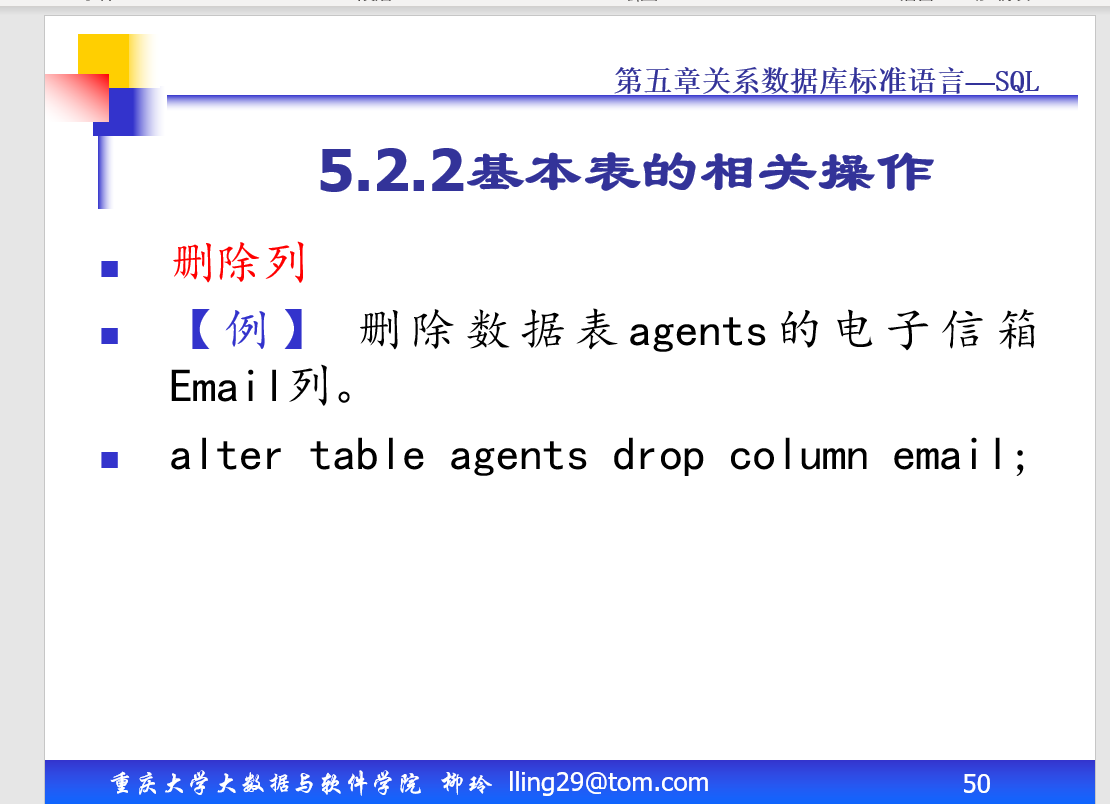 第五章关系数据库标准语言—SQL
5.2.2基本表的相关操作
删除列
【例】 删除数据表agents的电子信箱
Email列。
alter table agents drop column email;
重庆大学大数据与软件学院 柳玲 lling29@tom.com 50